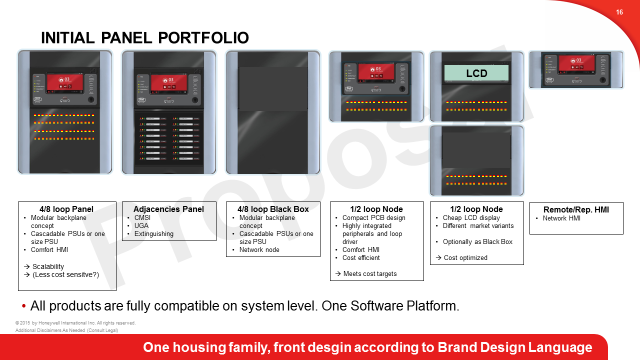 16
INITIAL PANEL PORTFOLIO
LCD
Proposal
4/8 loop Panel
• Modular backplane
concept
• Cascadable PSUs or one
size PSU
• Comfort HMI
→ Scalability
→ (Less cost sensitve?)
Adjacencies Panel
• CMSI
• UGA
• Extinguishing
4/8 loop Black Box
• Modular backplane
concept
• Cascadable PSUs or one
size PSU
• Network node
1/2 loop Node
• Compact PCB design
• Highly integrated
peripherals and loop
driver
• Comfort HMI
• Cost efficient
→ Meets cost targets
1/2 loop Node
• Cheap LCD display
• Different market variants
• Optionally as Black Box
→ Cost optimized
Remote/Rep. HMI
• Network HMI
• All products are fully compatible on system level. One Software Platform.
© 2015 by Honeywell International Inc. All rights reserved.
Additional Disclaimers As Needed (Consult Legal)
One housing family, front desgin according to Brand Design Language